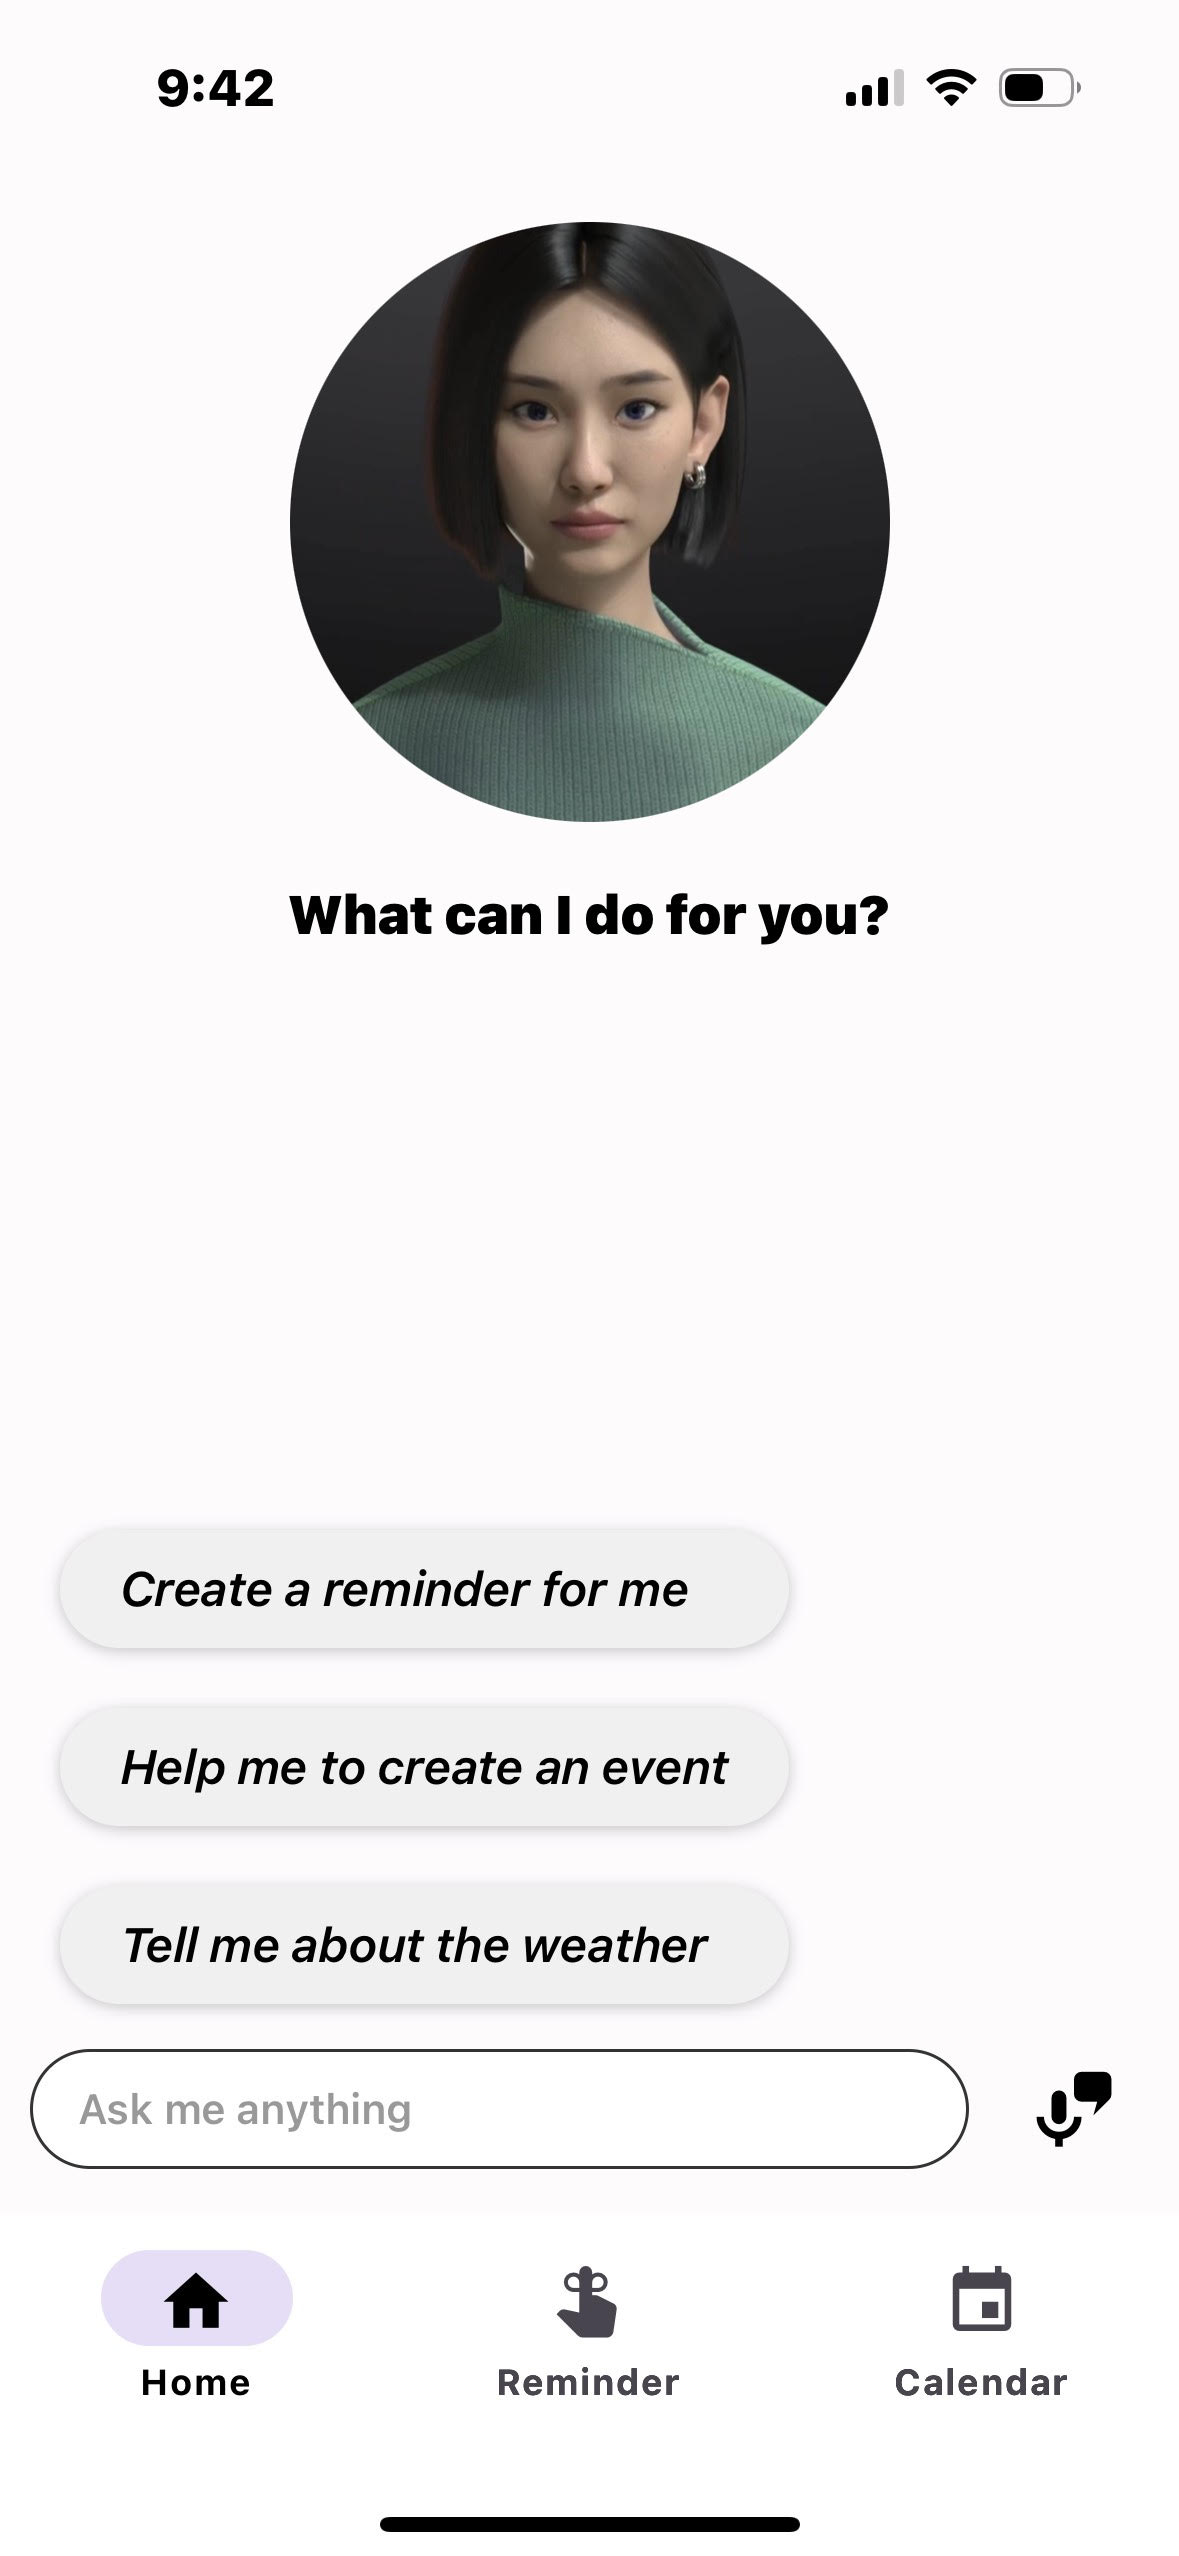 9:42
What can I do for you?
Create a reminder for me
Help me to create an event
Tell me about the weather
Ask me anything
Home
Reminder
Calendar